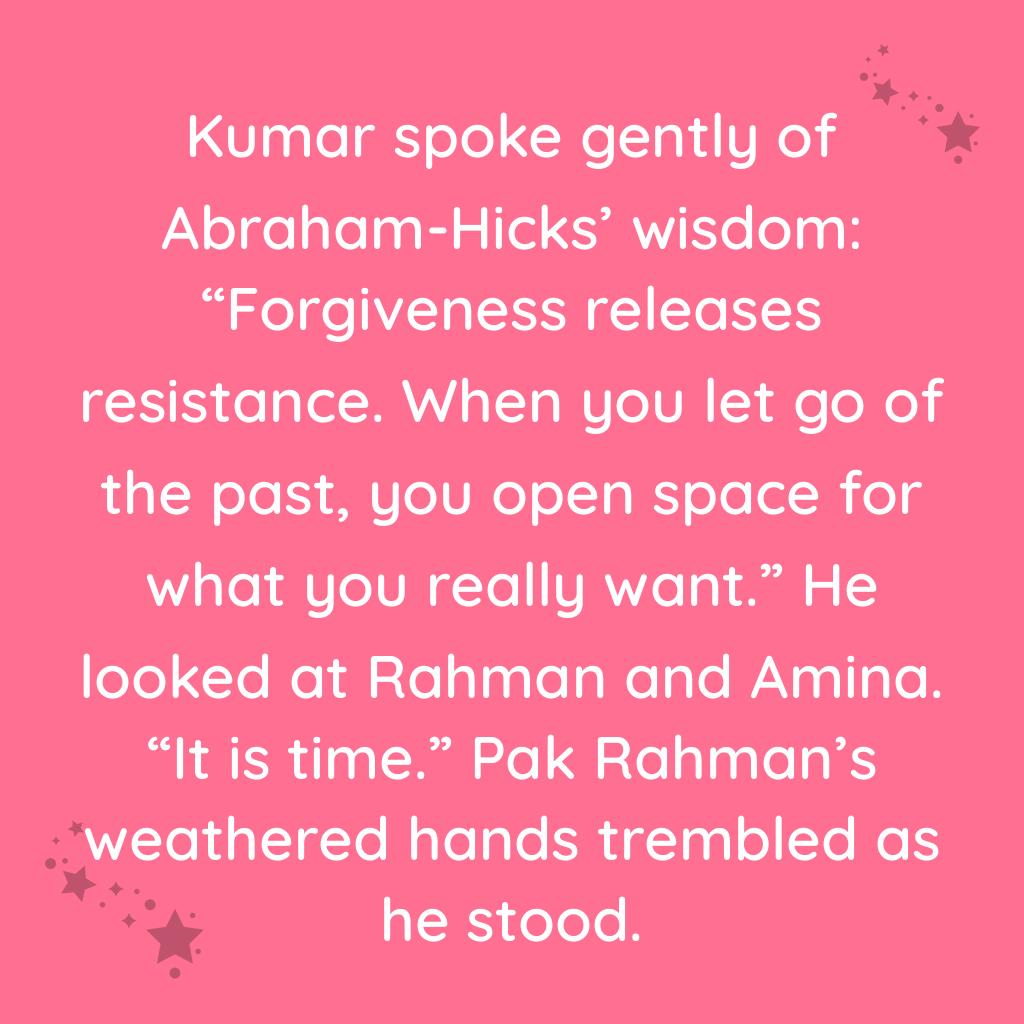 Kumar spoke gently of
Abraham-Hicks’ wisdom:
“Forgiveness releases
resistance. When you let go of
the past, you open space for
what you really want.” He
looked at Rahman and Amina.
“It is time.” Pak Rahman’s
weathered hands trembled as
he stood.